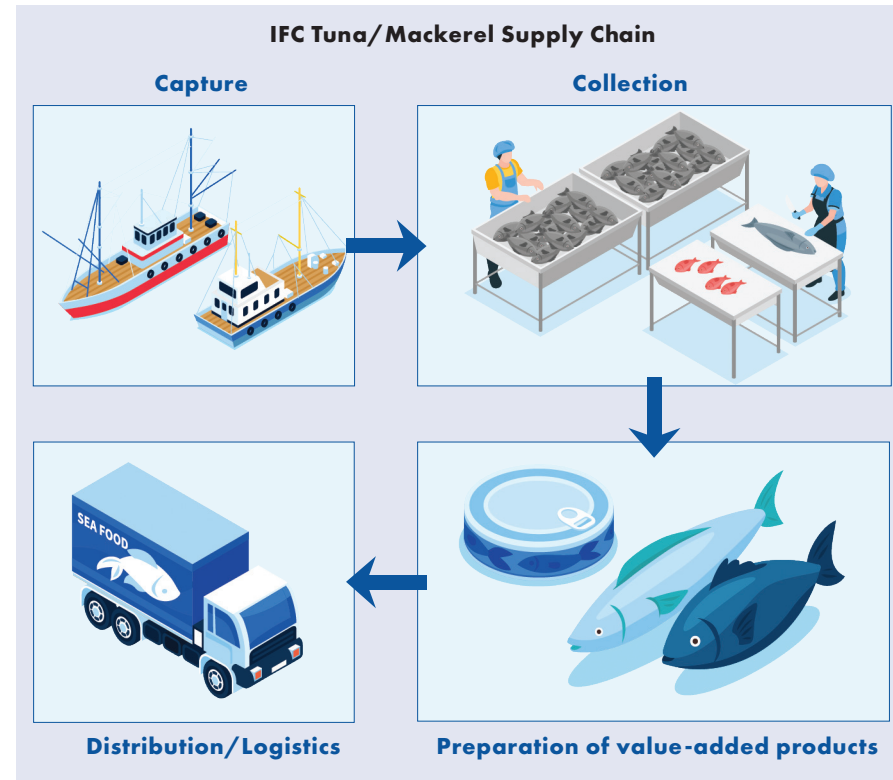 IFC Tuna/Mackerel Supply Chain
Capture
Collection
SEA FOOD
Distribution/Logistics
Preparation of value-added products